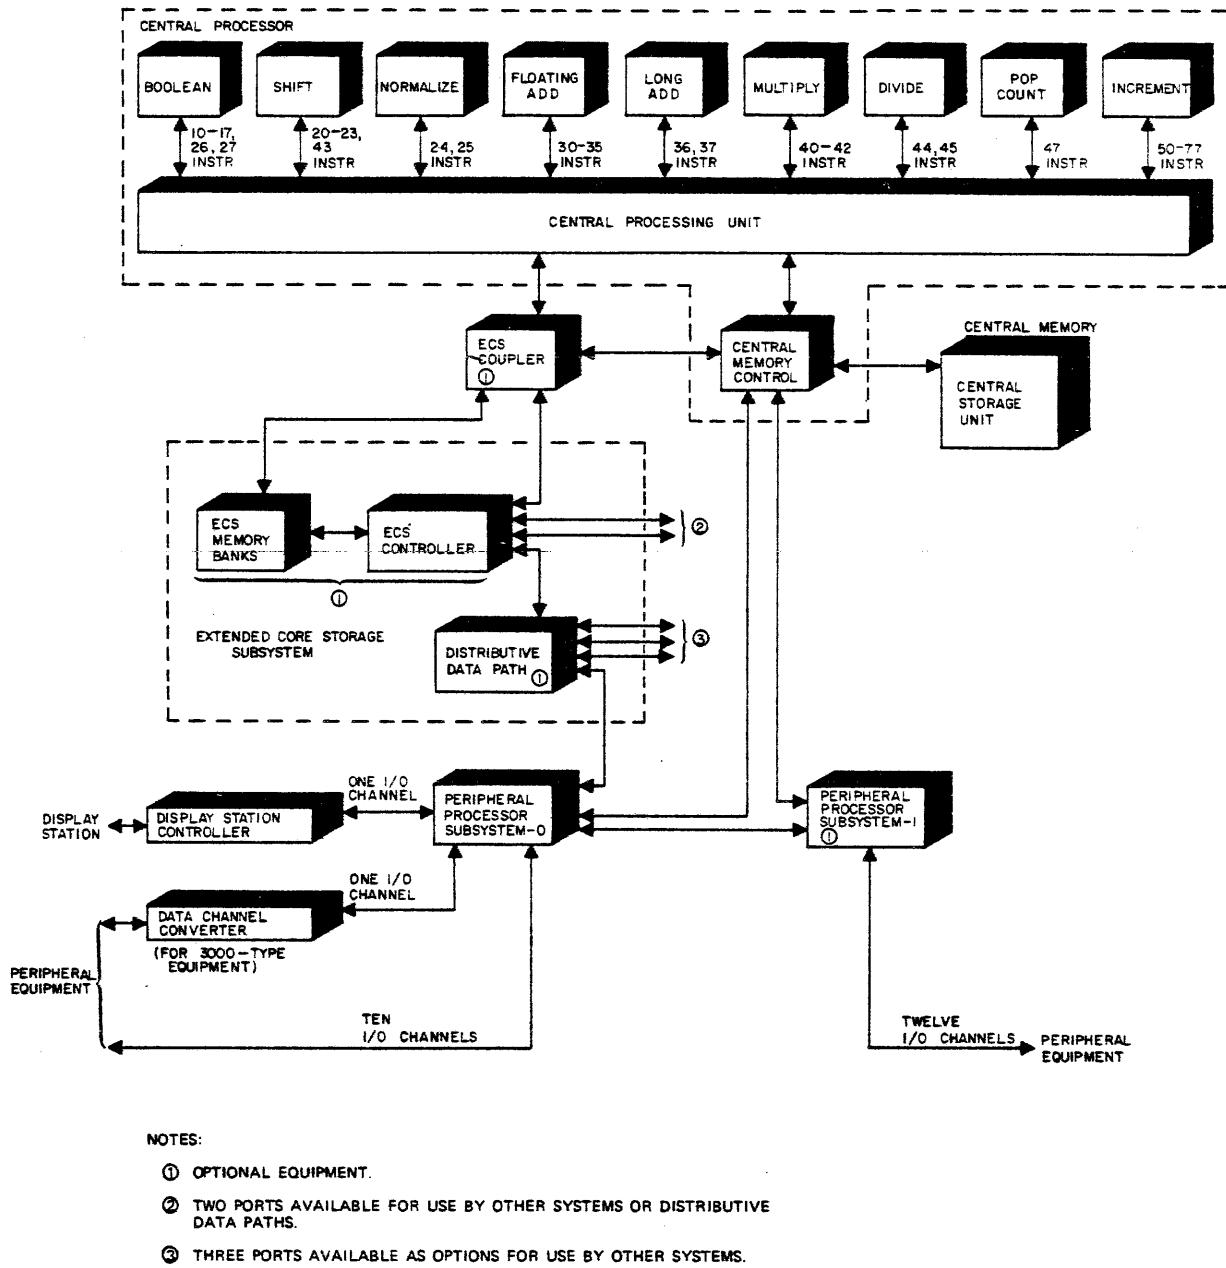 CENTRAL PROCESSOR
BOOLEAN
SHIFT
NORMALIZE
FLOATING
ADD
LONG
ADD
MULTIPLY
DIVIDE
POP
COUNT
INCREMENT
10-17,
26, 27
INSTR
20-23,
43
INSTR
24, 25
INSTR
30-35
INSTR
36, 37
INSTR
40-42
INSTR
44, 45
INSTR
47
INSTR
50-77
INSTR
CENTRAL PROCESSING UNIT
ECS
COUPLER
①
CENTRAL
MEMORY
CONTROL
CENTRAL MEMORY
CENTRAL
STORAGE
UNIT
ECS
MEMORY
BANKS
ECS
CONTROLLER
②
①
EXTENDED CORE STORAGE
SUBSYSTEM
DISTRIBUTIVE
DATA PATH ①
③
DISPLAY
STATION
DISPLAY STATION
CONTROLLER
ONE I/O
CHANNEL
PERIPHERAL
PROCESSOR
SUBSYSTEM-0
PERIPHERAL
PROCESSOR
SUBSYSTEM-1
①
ONE I/O
CHANNEL
DATA CHANNEL
CONVERTER
(FOR 3000-TYPE
EQUIPMENT)
PERIPHERAL
EQUIPMENT
TEN
I/O CHANNELS
TWELVE
I/O CHANNELS
PERIPHERAL
EQUIPMENT
NOTES:
① OPTIONAL EQUIPMENT.
② TWO PORTS AVAILABLE FOR USE BY OTHER SYSTEMS OR DISTRIBUTIVE
DATA PATHS.
③ THREE PORTS AVAILABLE AS OPTIONS FOR USE BY OTHER SYSTEMS.